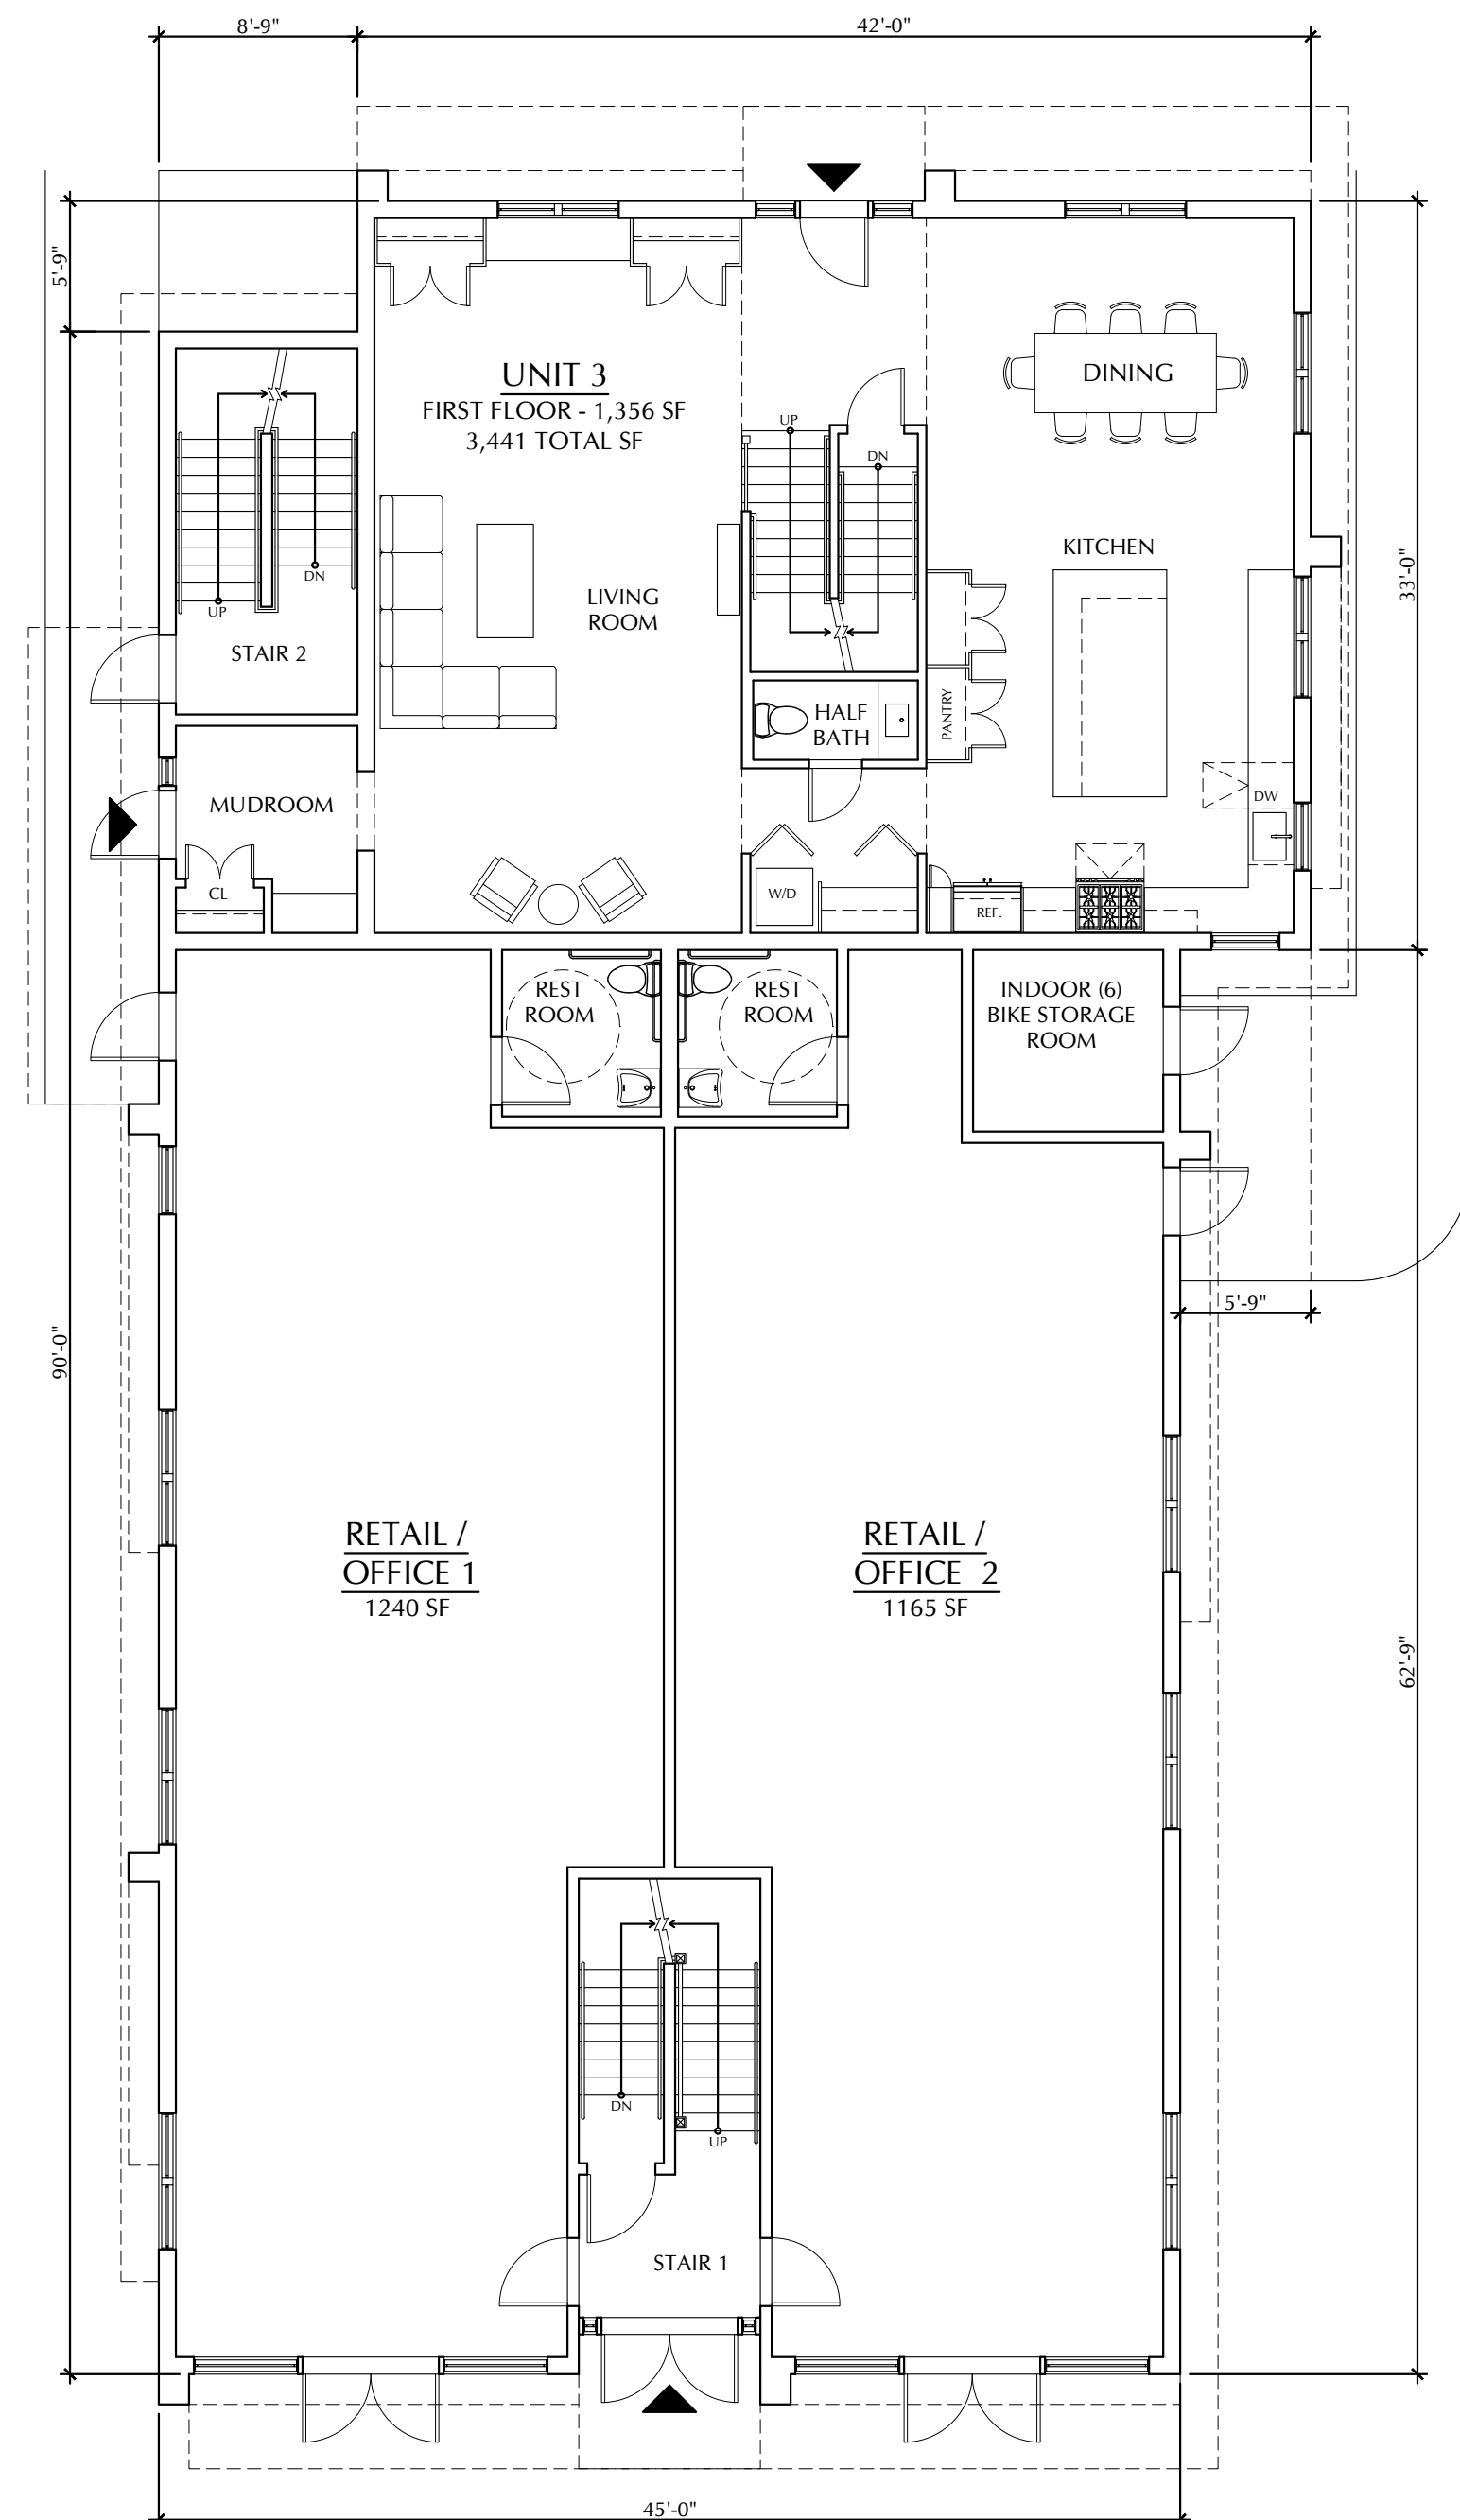 8'-9"
42'-0"
5'-9"
UNIT 3
FIRST FLOOR - 1,356 SF
3,441 TOTAL SF
DINING
UP
DN
KITCHEN
33'-0"
DN
UP
LIVING
ROOM
STAIR 2
HALF
BATH
PANTRY
MUDROOM
DW
CL
W/D
REF.
REST
ROOM
REST
ROOM
INDOOR (6)
BIKE STORAGE
ROOM
5'-9"
90'-0"
RETAIL /
OFFICE 1
1240 SF
RETAIL /
OFFICE 2
1165 SF
62'-9"
DN
UP
STAIR 1
45'-0"